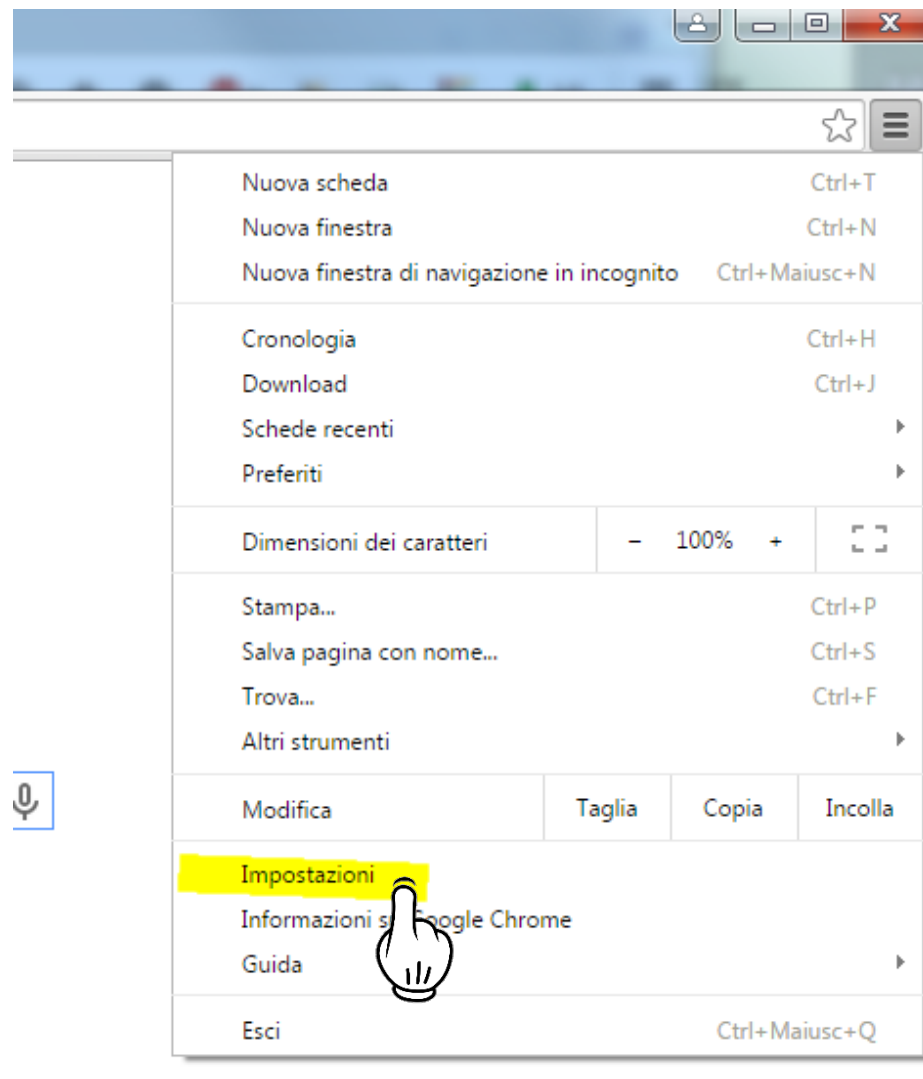 Nuova scheda Ctrl+T
Nuova finestra Ctrl+N
Nuova finestra di navigazione in incognito Ctrl+Maiusc+N
Cronologia Ctrl+H
Download Ctrl+J
Schede recenti
Preferiti
Dimensioni dei caratteri – 100% +
Stampa... Ctrl+P
Salva pagina con nome... Ctrl+S
Trova... Ctrl+F
Altri strumenti
Modifica Taglia Copia Incolla
Impostazioni
Informazioni su Google Chrome
Guida
Esci Ctrl+Maiusc+Q